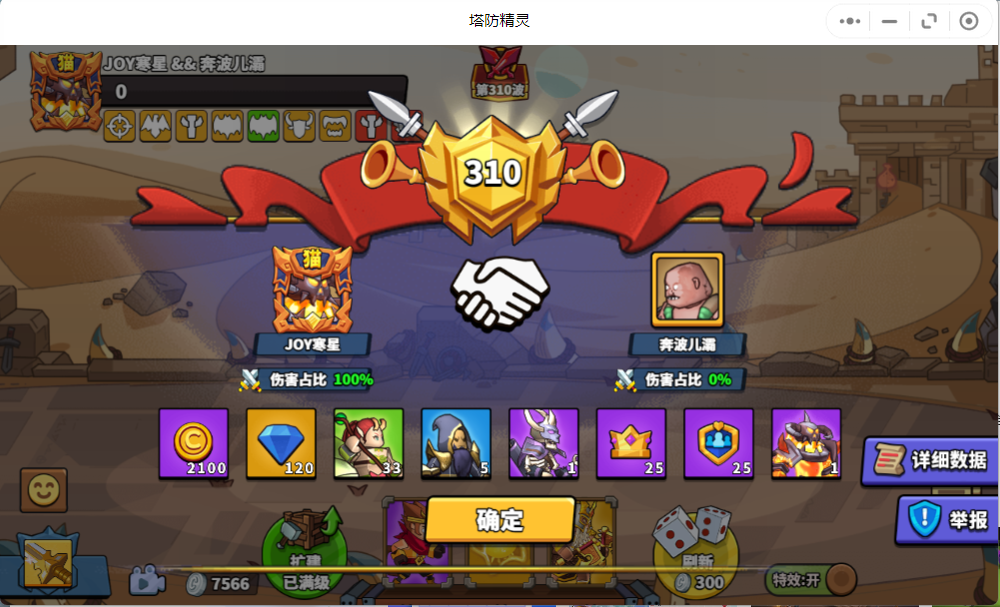 塔防精灵
猫
JOY寒星 && 奔波儿灞
0
第310波
310
猫
JOY寒星
奔波儿灞
伤害占比 100%
伤害占比 0%
2100
120
33
5
1
25
25
1
详细数据
确定
举报
扩建
已满级
7566
刷新
300
特效:开